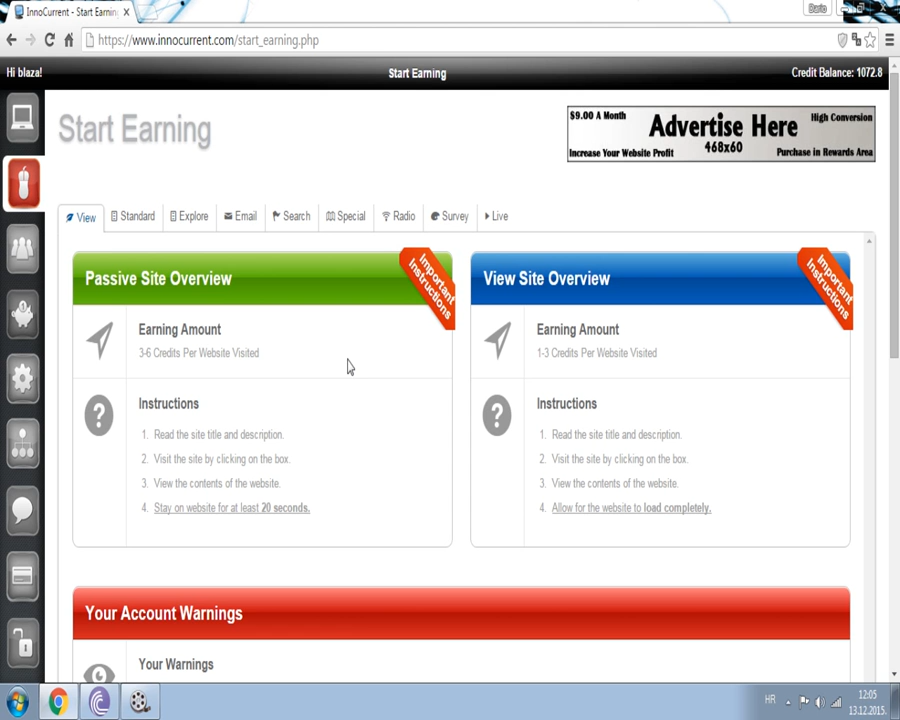 InnoCurrent - Start Earnin
Dario
https://www.innocurrent.com/start_earning.php
Hi blaza!
Start Earning
Credit Balance: 1072.8
Start Earning
$9.00 A Month
Advertise Here
High Conversion
468x60
Increase Your Website Profit
Purchase in Rewards Area
View
Standard
Explore
Email
Search
Special
Radio
Survey
Live
Passive Site Overview
Important
Instructions
Earning Amount
3-6 Credits Per Website Visited
Instructions
1. Read the site title and description.
2. Visit the site by clicking on the box.
3. View the contents of the website.
4. Stay on website for at least 20 seconds.
View Site Overview
Important
Instructions
Earning Amount
1-3 Credits Per Website Visited
Instructions
1. Read the site title and description.
2. Visit the site by clicking on the box.
3. View the contents of the website.
4. Allow for the website to load completely.
Your Account Warnings
Your Warnings
HR
12:05
13.12.2015.